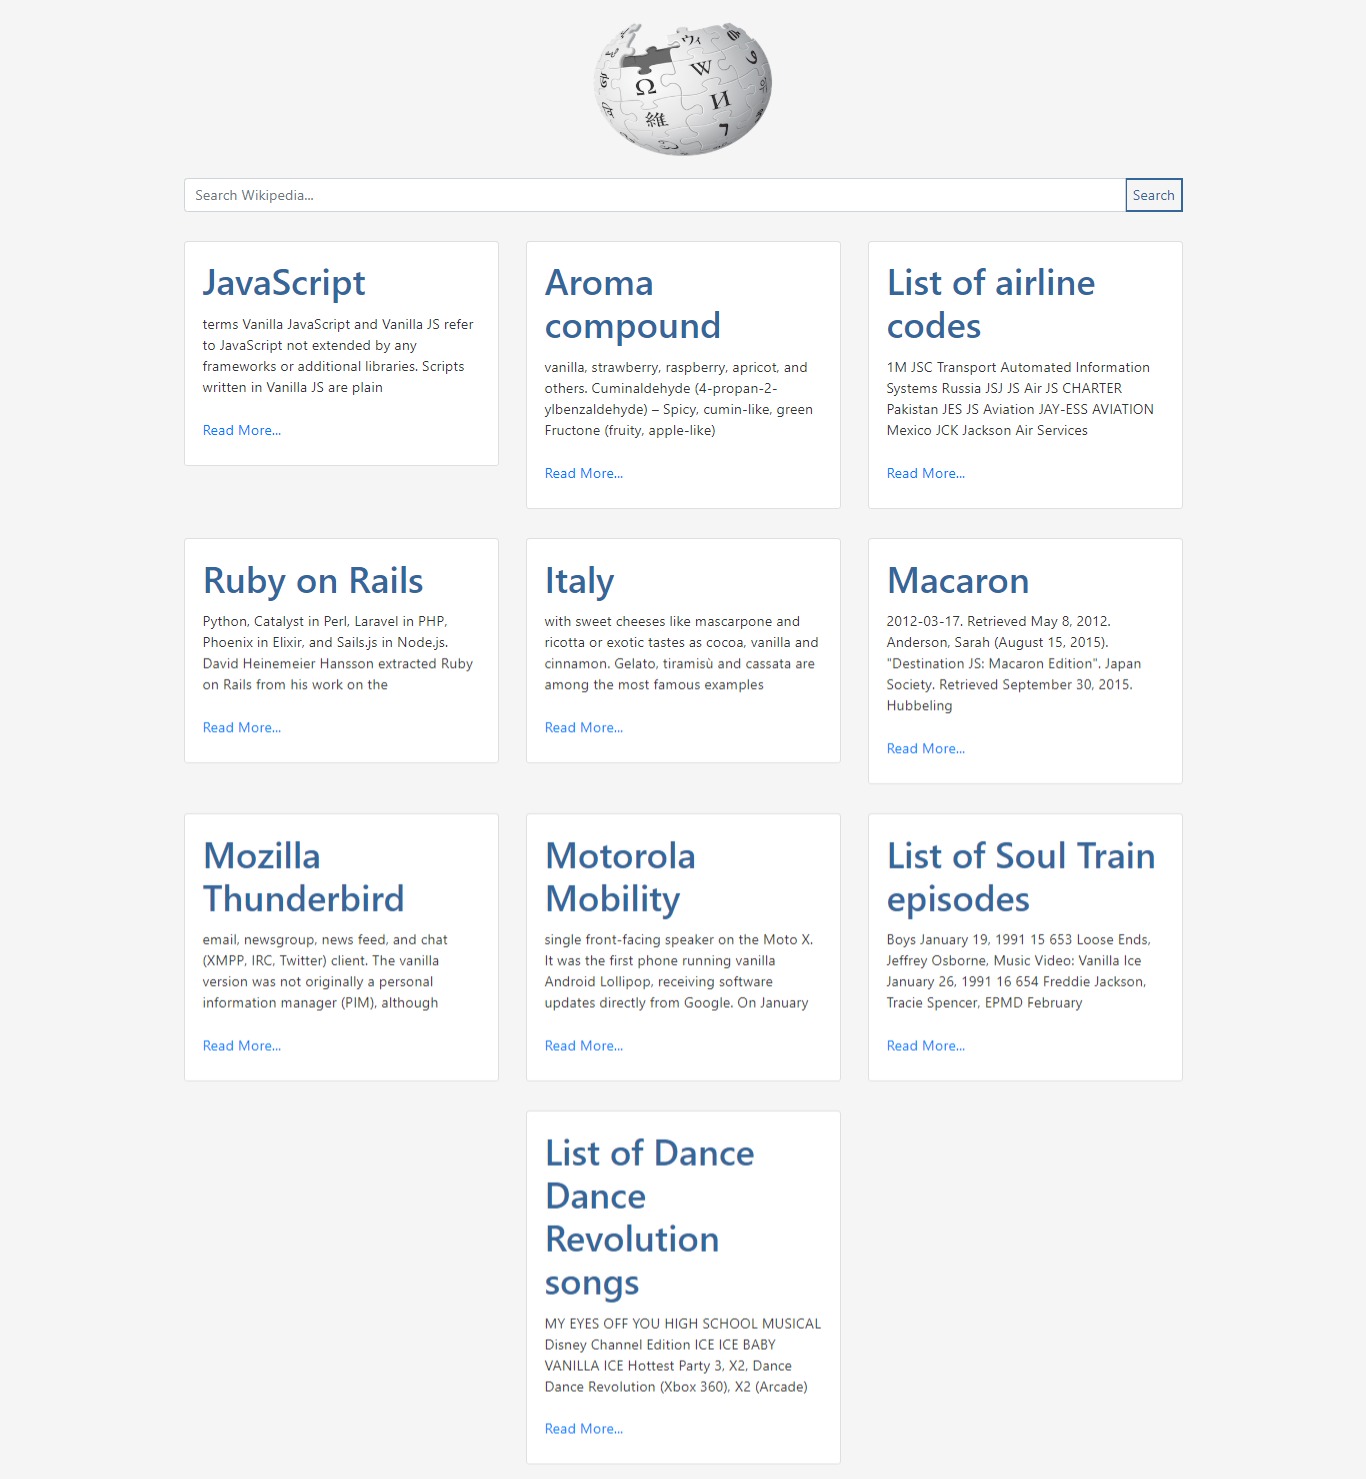 ウィ
Ω
W
И
維
Search Wikipedia...
Search
JavaScript
terms Vanilla JavaScript and Vanilla JS refer
to JavaScript not extended by any
frameworks or additional libraries. Scripts
written in Vanilla JS are plain
Read More...
Aroma
compound
vanilla, strawberry, raspberry, apricot, and
others. Cuminaldehyde (4-propan-2-
ylbenzaldehyde) – Spicy, cumin-like, green
Fructone (fruity, apple-like)
Read More...
List of airline
codes
1M JSC Transport Automated Information
Systems Russia JSJ JS Air JS CHARTER
Pakistan JES JS Aviation JAY-ESS AVIATION
Mexico JCK Jackson Air Services
Read More...
Ruby on Rails
Python, Catalyst in Perl, Laravel in PHP,
Phoenix in Elixir, and Sails.js in Node.js.
David Heinemeier Hansson extracted Ruby
on Rails from his work on the
Read More...
Italy
with sweet cheeses like mascarpone and
ricotta or exotic tastes as cocoa, vanilla and
cinnamon. Gelato, tiramisù and cassata are
among the most famous examples
Read More...
Macaron
2012-03-17. Retrieved May 8, 2012.
Anderson, Sarah (August 15, 2015).
"Destination JS: Macaron Edition". Japan
Society. Retrieved September 30, 2015.
Hubbeling
Read More...
Mozilla
Thunderbird
email, newsgroup, news feed, and chat
(XMPP, IRC, Twitter) client. The vanilla
version was not originally a personal
information manager (PIM), although
Read More...
Motorola
Mobility
single front-facing speaker on the Moto X.
It was the first phone running vanilla
Android Lollipop, receiving software
updates directly from Google. On January
Read More...
List of Soul Train
episodes
Boys January 19, 1991 15 653 Loose Ends,
Jeffrey Osborne, Music Video: Vanilla Ice
January 26, 1991 16 654 Freddie Jackson,
Tracie Spencer, EPMD February
Read More...
List of Dance
Dance
Revolution
songs
MY EYES OFF YOU HIGH SCHOOL MUSICAL
Disney Channel Edition ICE ICE BABY
VANILLA ICE Hottest Party 3, X2, Dance
Dance Revolution (Xbox 360), X2 (Arcade)
Read More...